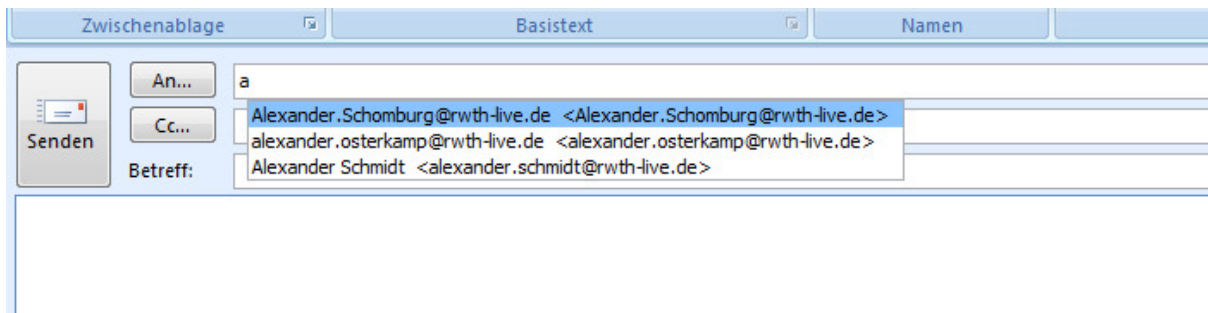 Zwischenablage Basistext Namen
An... a
Alexander.Schomburg@rwth-live.de <Alexander.Schomburg@rwth-live.de>
Cc...
alexander.osterkamp@rwth-live.de <alexander.osterkamp@rwth-live.de>
Senden
Alexander Schmidt <alexander.schmidt@rwth-live.de>
Betreff: